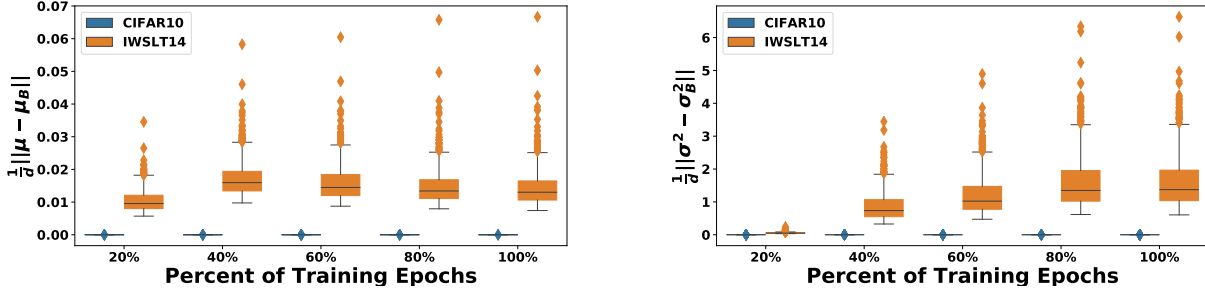 0.07
0.06
0.05
0.04
0.03
0.02
0.01
0.00
1/d ||μ − μ_B||
CIFAR10
IWSLT14
20% 40% 60% 80% 100%
Percent of Training Epochs
6
5
4
3
2
1
0
1/d ||σ² − σ²_B||
CIFAR10
IWSLT14
20% 40% 60% 80% 100%
Percent of Training Epochs